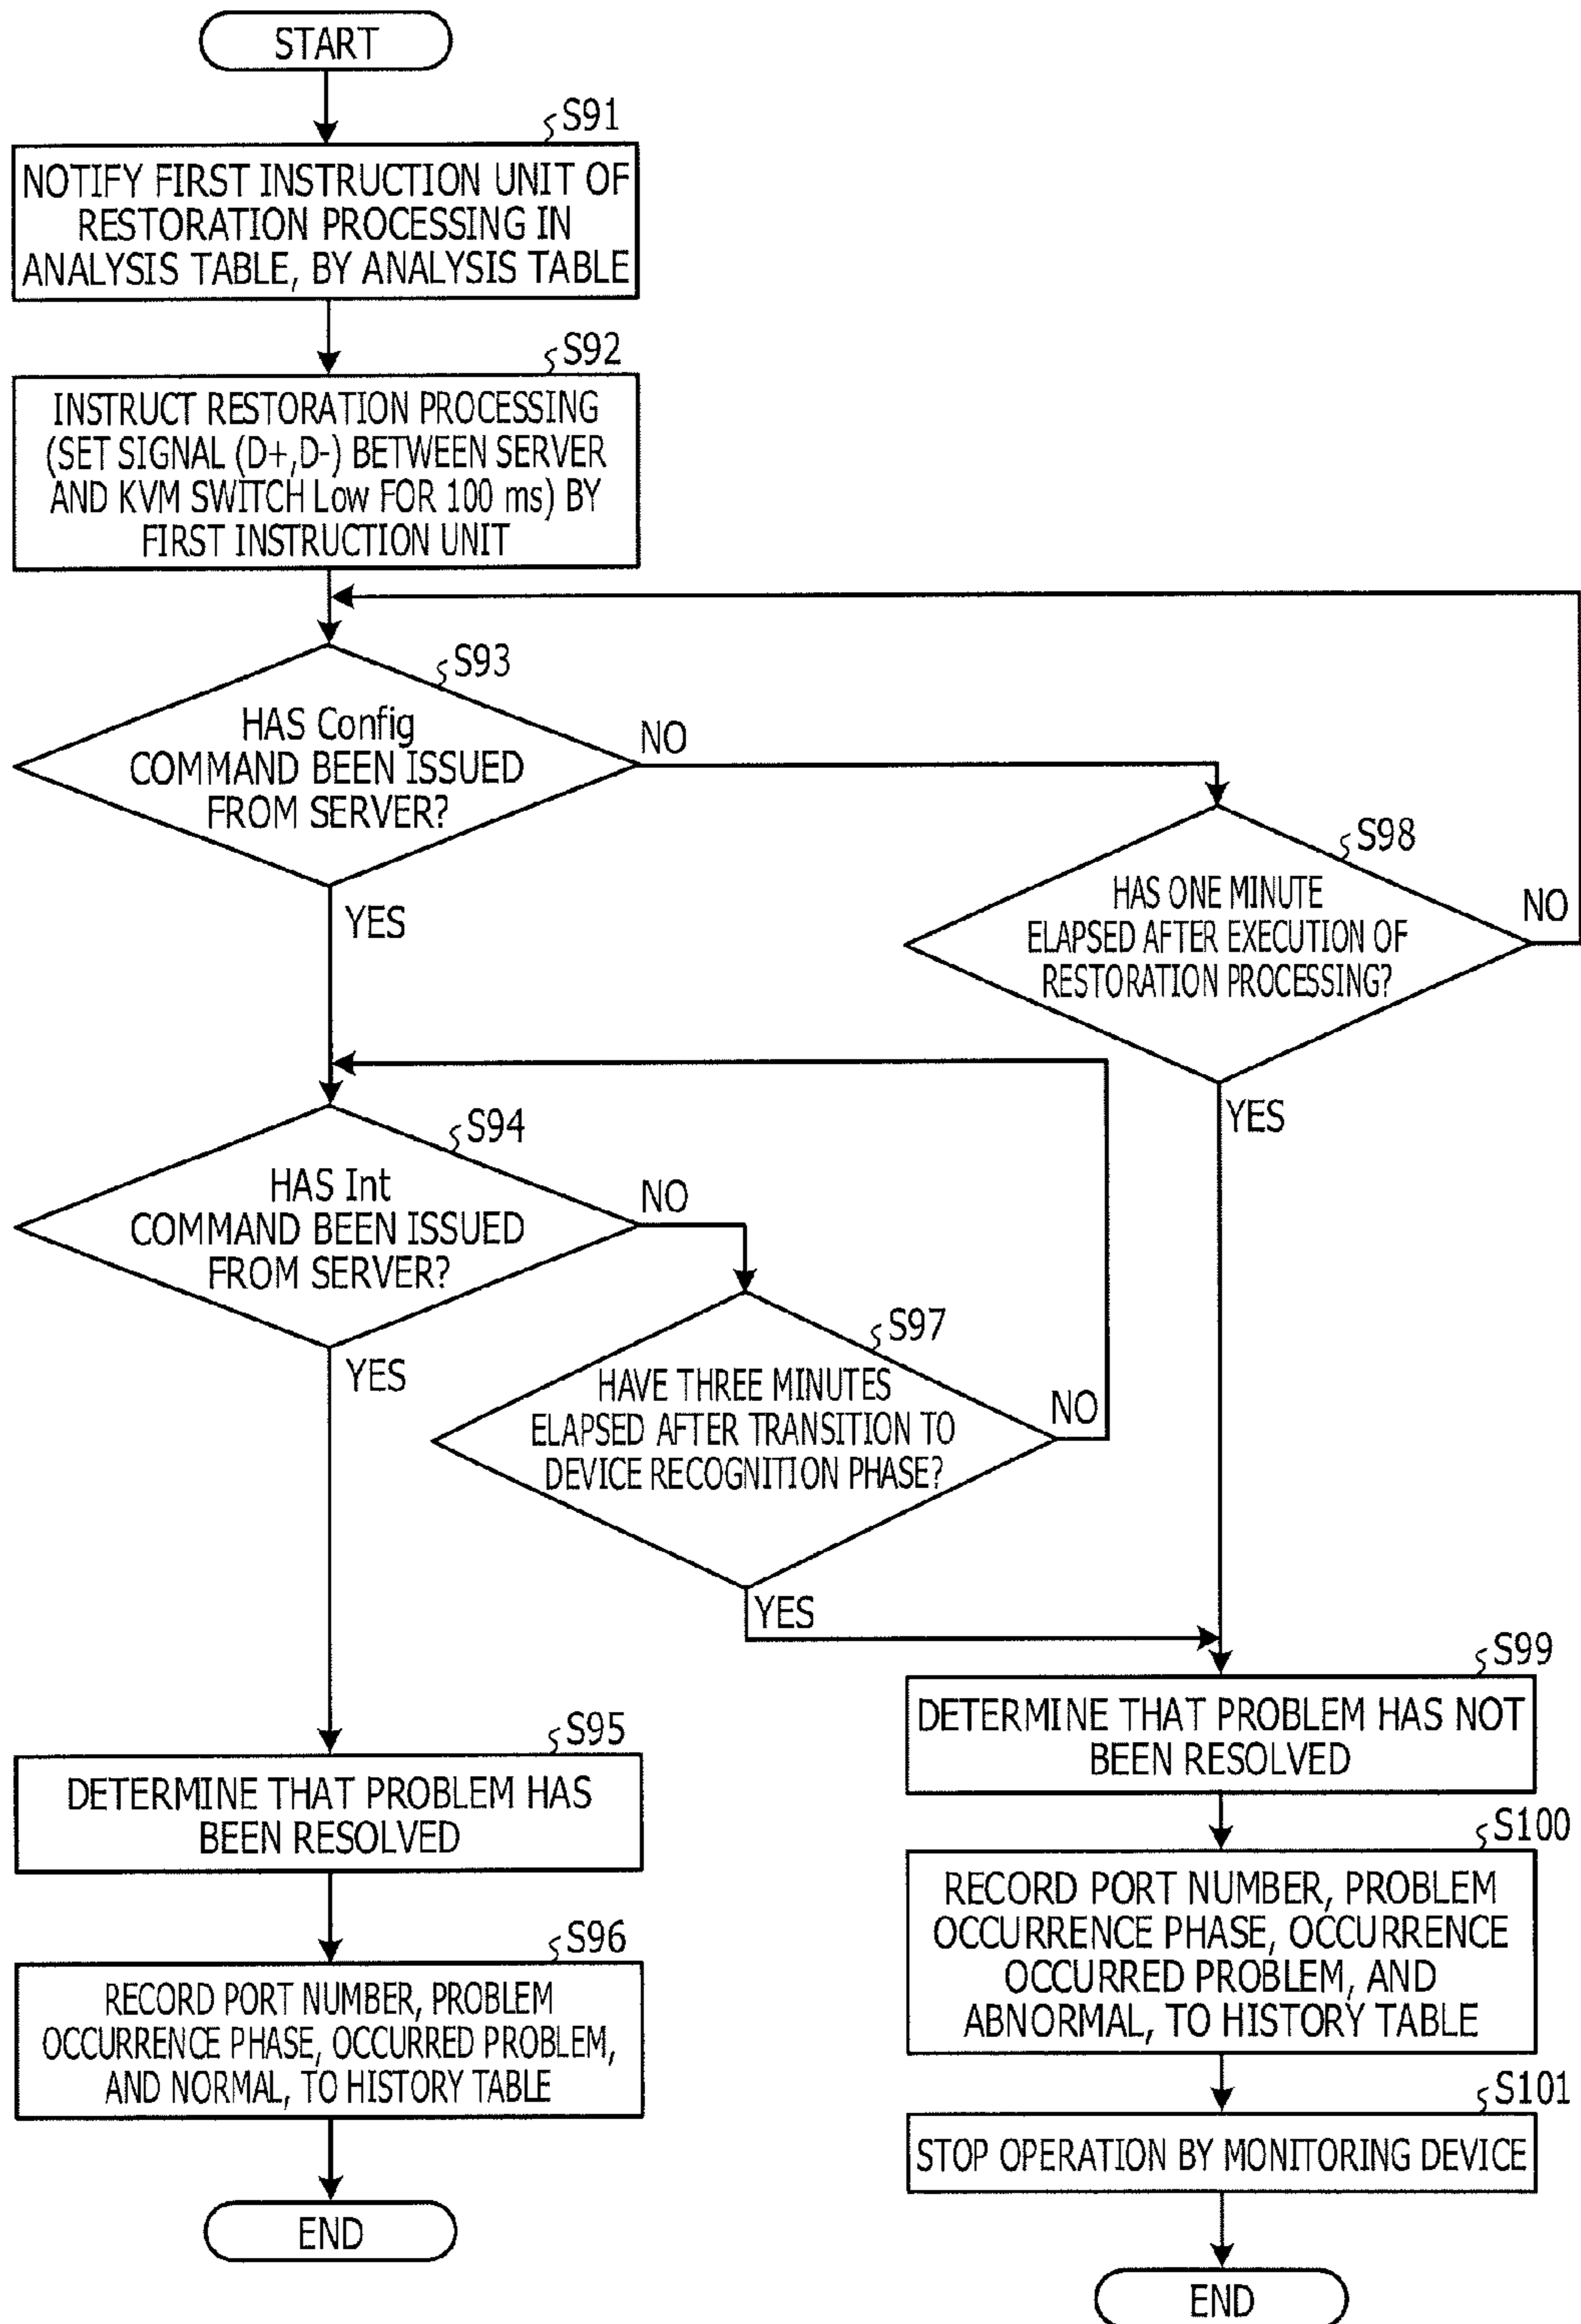 START
S91
NOTIFY FIRST INSTRUCTION UNIT OF
RESTORATION PROCESSING IN
ANALYSIS TABLE, BY ANALYSIS TABLE
S92
INSTRUCT RESTORATION PROCESSING
(SET SIGNAL (D+,D-) BETWEEN SERVER
AND KVM SWITCH Low FOR 100 ms) BY
FIRST INSTRUCTION UNIT
S93
HAS Config
COMMAND BEEN ISSUED
FROM SERVER?
NO
YES
S98
HAS ONE MINUTE
ELAPSED AFTER EXECUTION OF
RESTORATION PROCESSING?
NO
YES
S94
HAS Int
COMMAND BEEN ISSUED
FROM SERVER?
NO
YES
S97
HAVE THREE MINUTES
ELAPSED AFTER TRANSITION TO
DEVICE RECOGNITION PHASE?
NO
YES
S95
DETERMINE THAT PROBLEM HAS
BEEN RESOLVED
S96
RECORD PORT NUMBER, PROBLEM
OCCURRENCE PHASE, OCCURRED PROBLEM,
AND NORMAL, TO HISTORY TABLE
END
S99
DETERMINE THAT PROBLEM HAS NOT
BEEN RESOLVED
S100
RECORD PORT NUMBER, PROBLEM
OCCURRENCE PHASE, OCCURRENCE
OCCURRED PROBLEM, AND
ABNORMAL, TO HISTORY TABLE
S101
STOP OPERATION BY MONITORING DEVICE
END